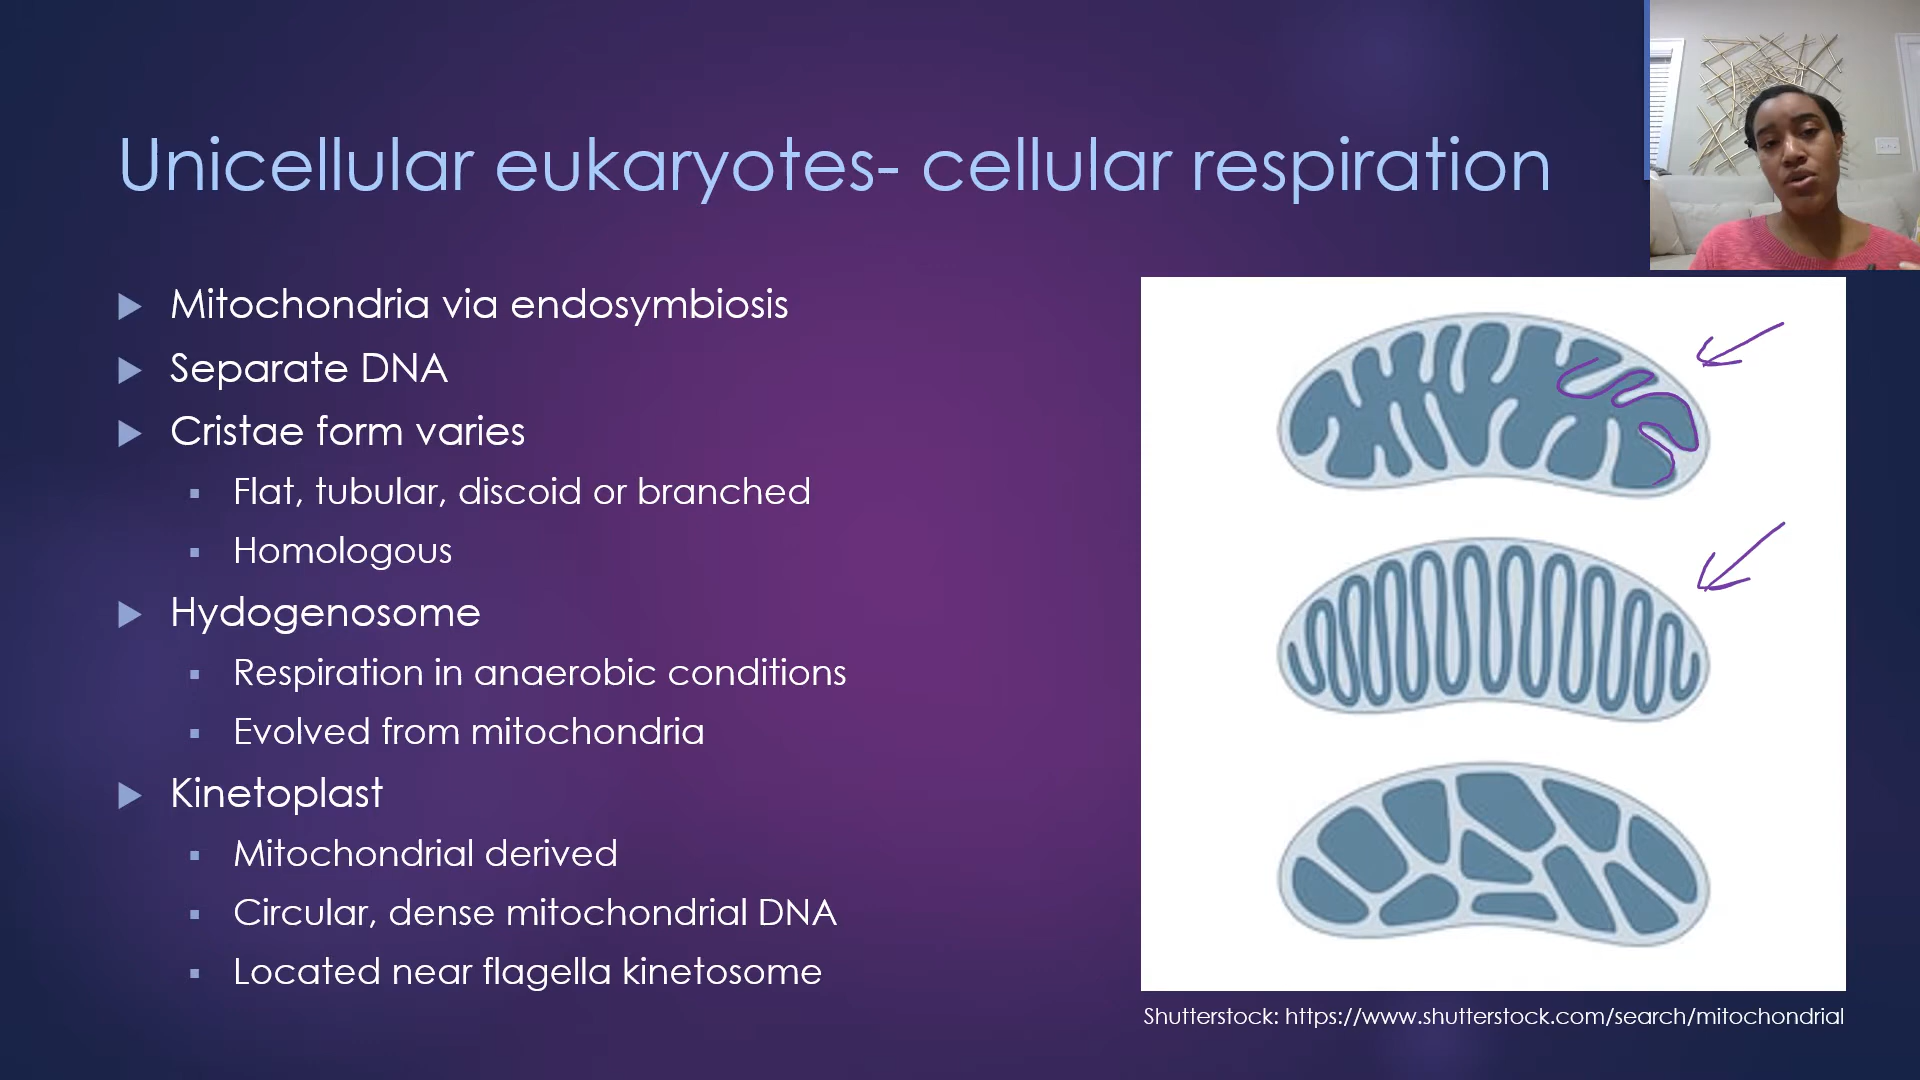 Unicellular eukaryotes- cellular respiration
Mitochondria via endosymbiosis
Separate DNA
Cristae form varies
Flat, tubular, discoid or branched
Homologous
Hydogenosome
Respiration in anaerobic conditions
Evolved from mitochondria
Kinetoplast
Mitochondrial derived
Circular, dense mitochondrial DNA
Located near flagella kinetosome
Shutterstock: https://www.shutterstock.com/search/mitochondrial